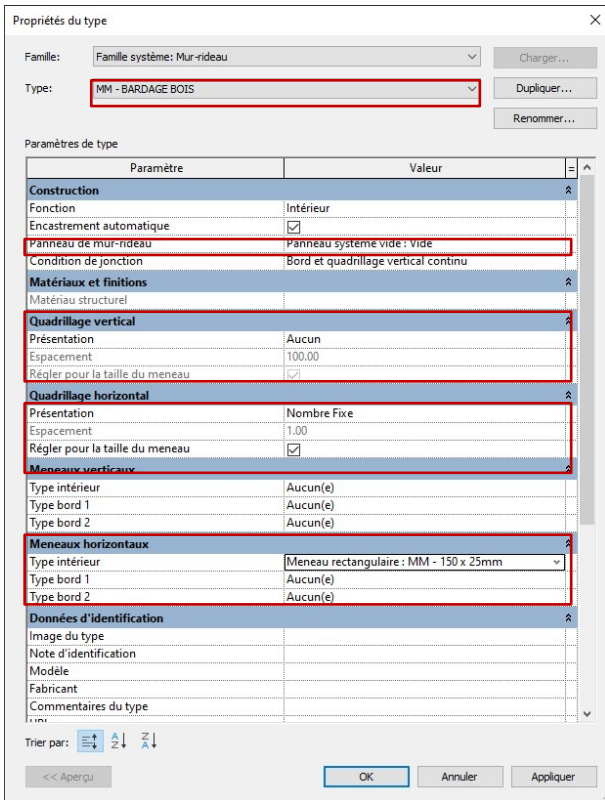 Propriétés du type
Famille: Famille système: Mur-rideau Charger...
Type: MM - BARDAGE BOIS Dupliquer...
Renommer...
Paramètres de type
Paramètre Valeur =
Construction
Fonction Intérieur
Encastrement automatique
Panneau de mur-rideau Panneau système vide : Vide
Condition de jonction Bord et quadrillage vertical continu
Matériaux et finitions
Matériau structurel
Quadrillage vertical
Présentation Aucun
Espacement 100.00
Régler pour la taille du meneau
Quadrillage horizontal
Présentation Nombre Fixe
Espacement 1.00
Régler pour la taille du meneau
Meneaux verticaux
Type intérieur Aucun(e)
Type bord 1 Aucun(e)
Type bord 2 Aucun(e)
Meneaux horizontaux
Type intérieur Meneau rectangulaire : MM - 150 x 25mm
Type bord 1 Aucun(e)
Type bord 2 Aucun(e)
Données d'identification
Image du type
Note d'identification
Modèle
Fabricant
Commentaires du type
Trier par:
<< Aperçu OK Annuler Appliquer